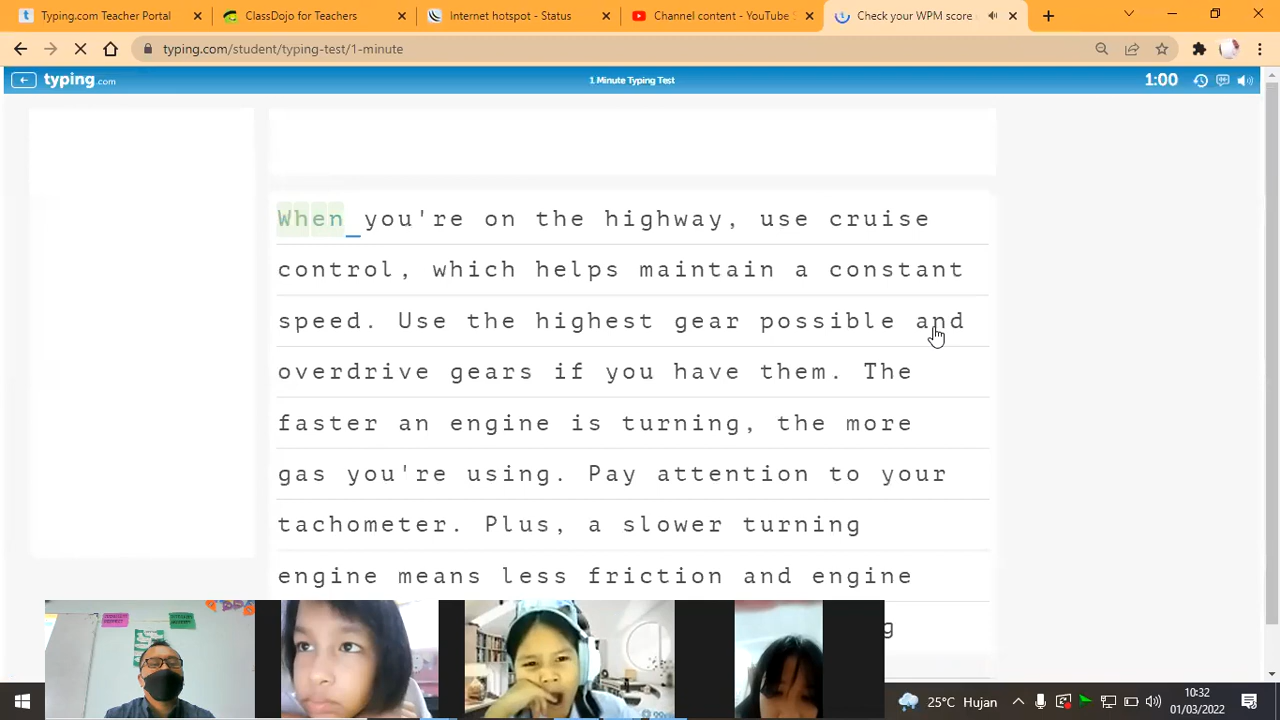 Typing.com Teacher Portal
ClassDojo for Teachers
Internet hotspot - Status
Channel content - YouTube S
Check your WPM score
typing.com/student/typing-test/1-minute
typing.com
1 Minute Typing Test
1:00
When you're on the highway, use cruise
control, which helps maintain a constant
speed. Use the highest gear possible and
overdrive gears if you have them. The
faster an engine is turning, the more
gas you're using. Pay attention to your
tachometer. Plus, a slower turning
engine means less friction and engine
g
25°C Hujan
10:32
01/03/2022